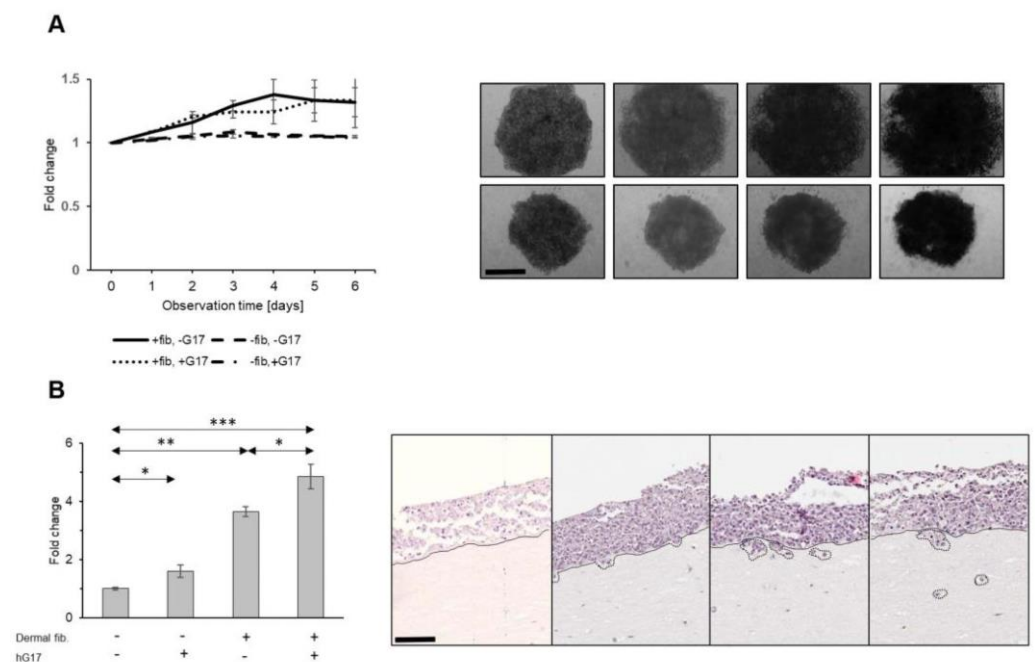 A
1.5
1
0.5
0
Fold change
0 1 2 3 4 5 6
Observation time [days]
+fib, -G17 -fib, -G17
+fib, +G17 -fib,+G17
B
***
** *
*
6
4
2
0
Fold change
Dermal fib. - - + +
hG17 - + - +